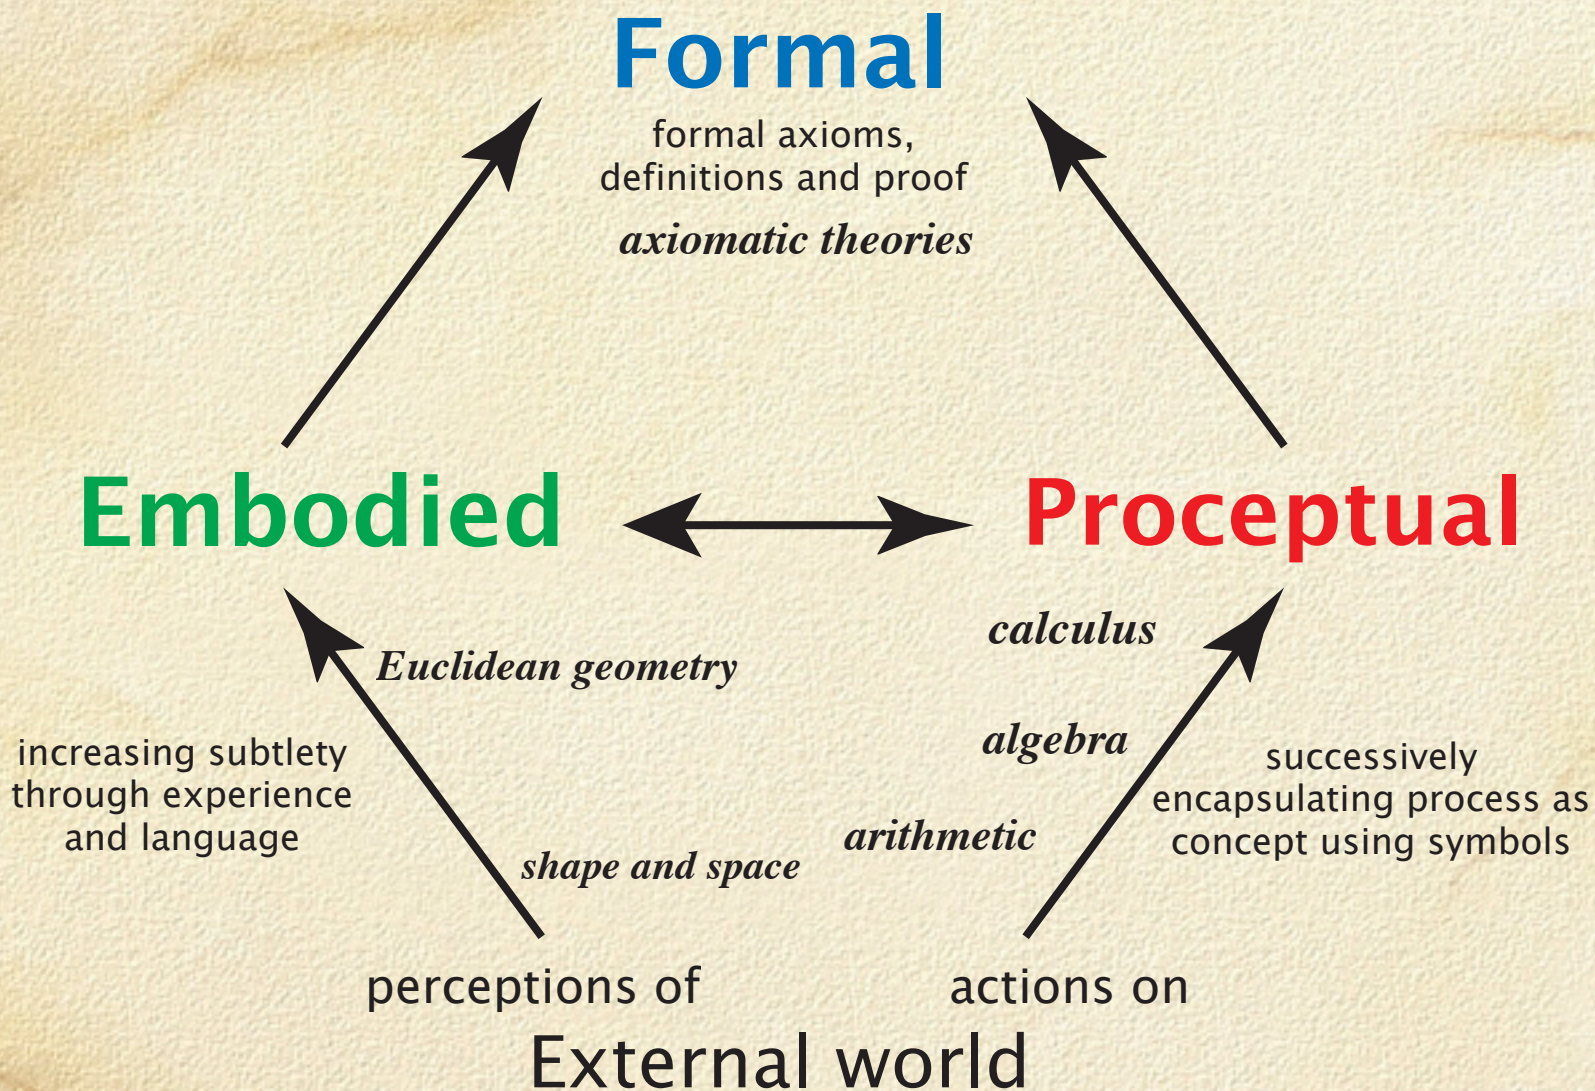 Formal
formal axioms,
definitions and proof
axiomatic theories
Embodied
Proceptual
calculus
Euclidean geometry
algebra
increasing subtlety
through experience
and language
successively
encapsulating process as
concept using symbols
arithmetic
shape and space
perceptions of
actions on
External world